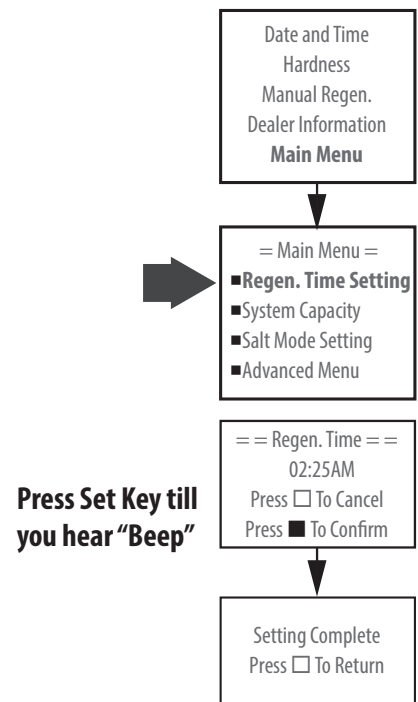 Date and Time
Hardness
Manual Regen.
Dealer Information
Main Menu
= Main Menu =
■Regen. Time Setting
■System Capacity
■Salt Mode Setting
■Advanced Menu
Press Set Key till
you hear “Beep”
= = Regen. Time = =
02:25AM
Press □ To Cancel
Press ■ To Confirm
Setting Complete
Press □ To Return